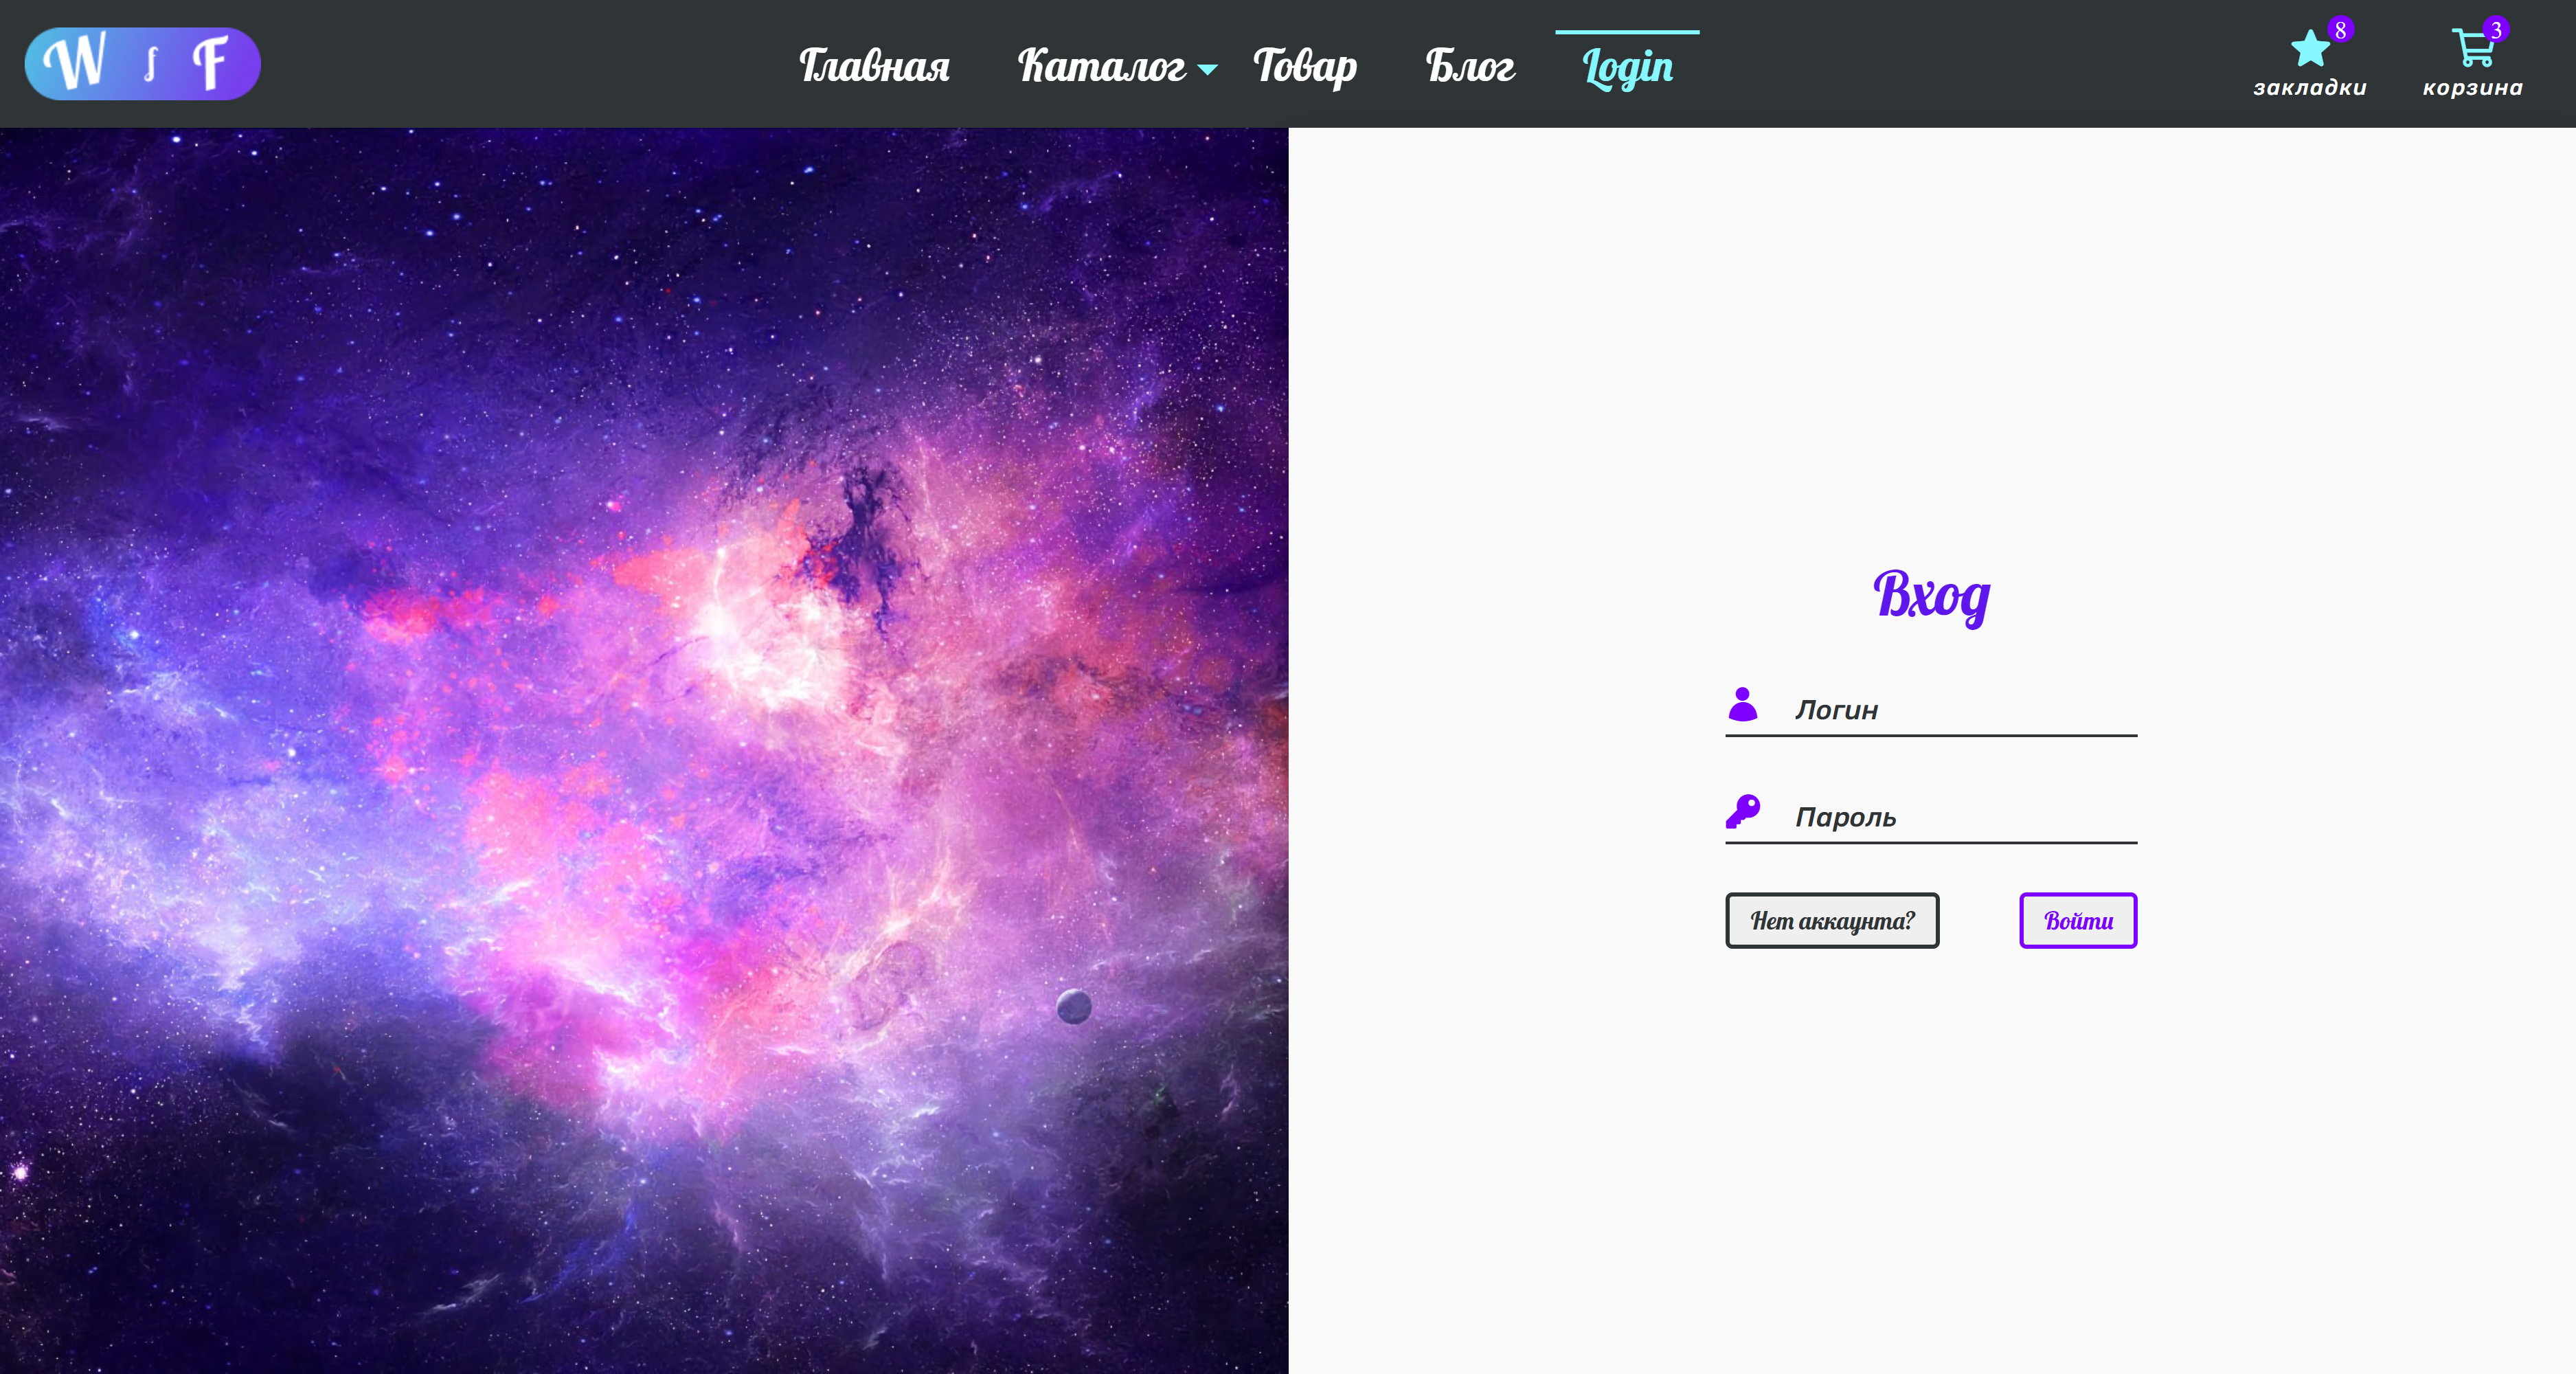 W f F
Главная Каталог Товар Блог Login
8
закладки
3
корзина
Вход
Логин
Пароль
Нет аккаунта? Войти